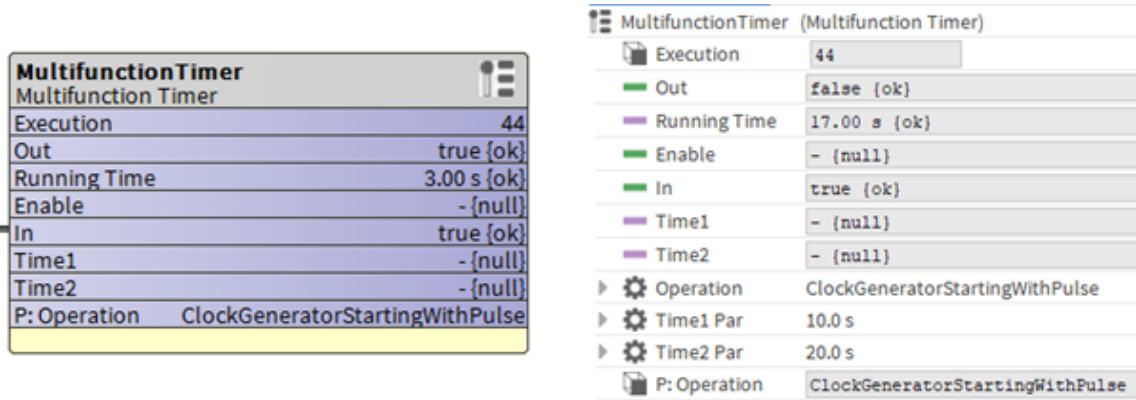 MultifunctionTimer
Multifunction Timer
Execution 44
Out true {ok}
Running Time 3.00 s {ok}
Enable - {null}
In true {ok}
Time1 - {null}
Time2 - {null}
P: Operation ClockGeneratorStartingWithPulse
MultifunctionTimer (Multifunction Timer)
Execution 44
Out false {ok}
Running Time 17.00 s {ok}
Enable - {null}
In true {ok}
Time1 - {null}
Time2 - {null}
Operation ClockGeneratorStartingWithPulse
Time1 Par 10.0 s
Time2 Par 20.0 s
P: Operation ClockGeneratorStartingWithPulse